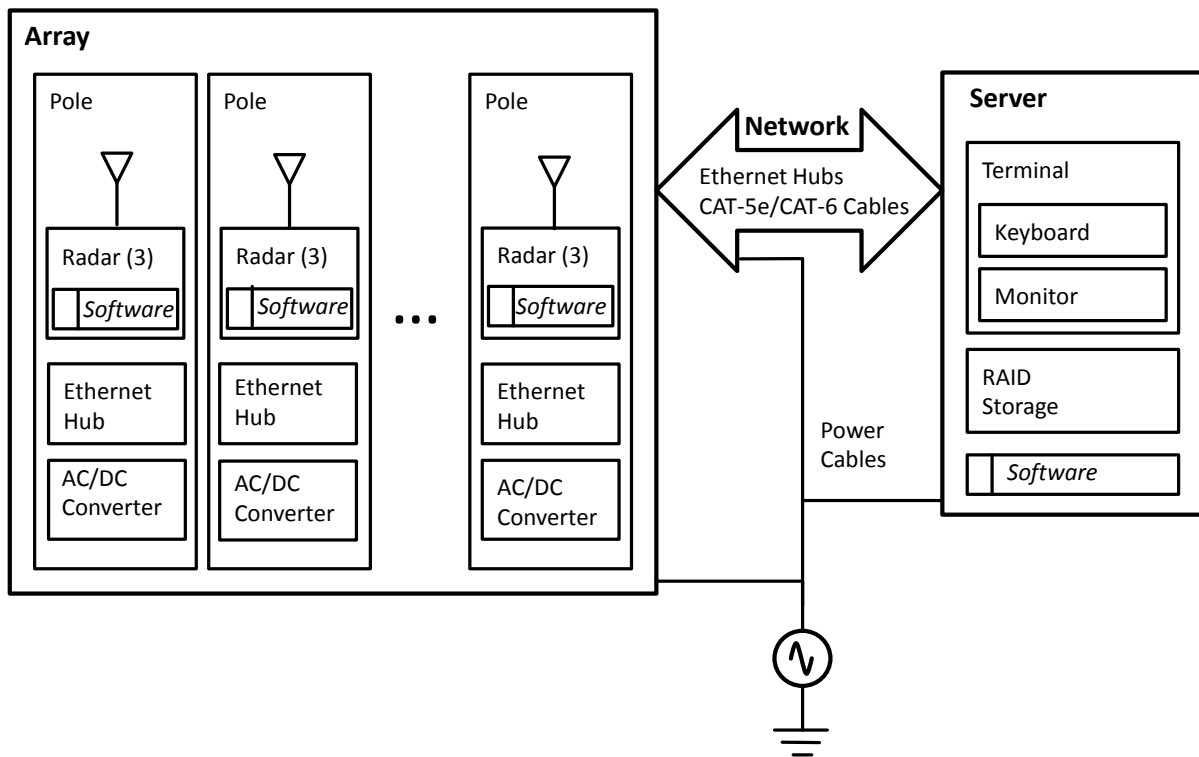 Array
Pole
Radar (3)
Software
Ethernet
Hub
AC/DC
Converter
Pole
Radar (3)
Software
Ethernet
Hub
AC/DC
Converter
...
Pole
Radar (3)
Software
Ethernet
Hub
AC/DC
Converter
Network
Ethernet Hubs
CAT-5e/CAT-6 Cables
Power
Cables
Server
Terminal
Keyboard
Monitor
RAID
Storage
Software